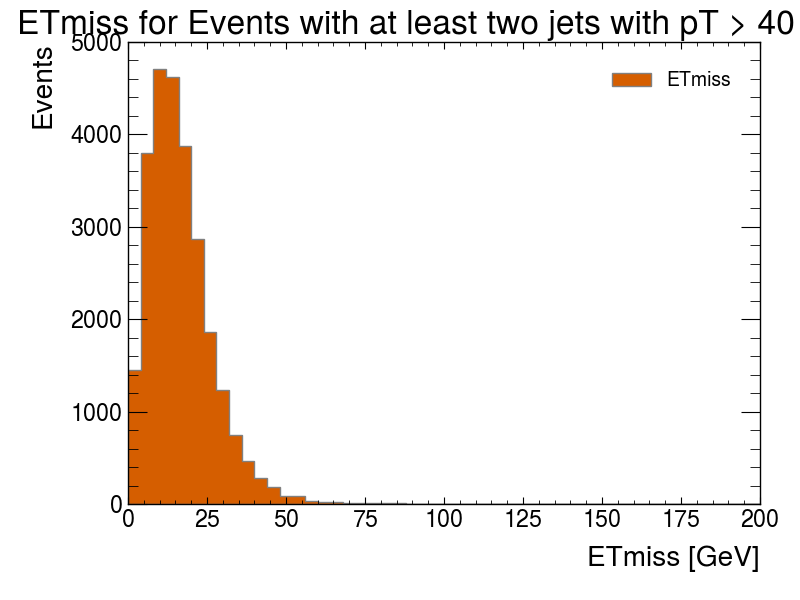 ETmiss for Events with at least two jets with pT > 40
Events
5000
4000
3000
2000
1000
0
ETmiss
0 25 50 75 100 125 150 175 200
ETmiss [GeV]